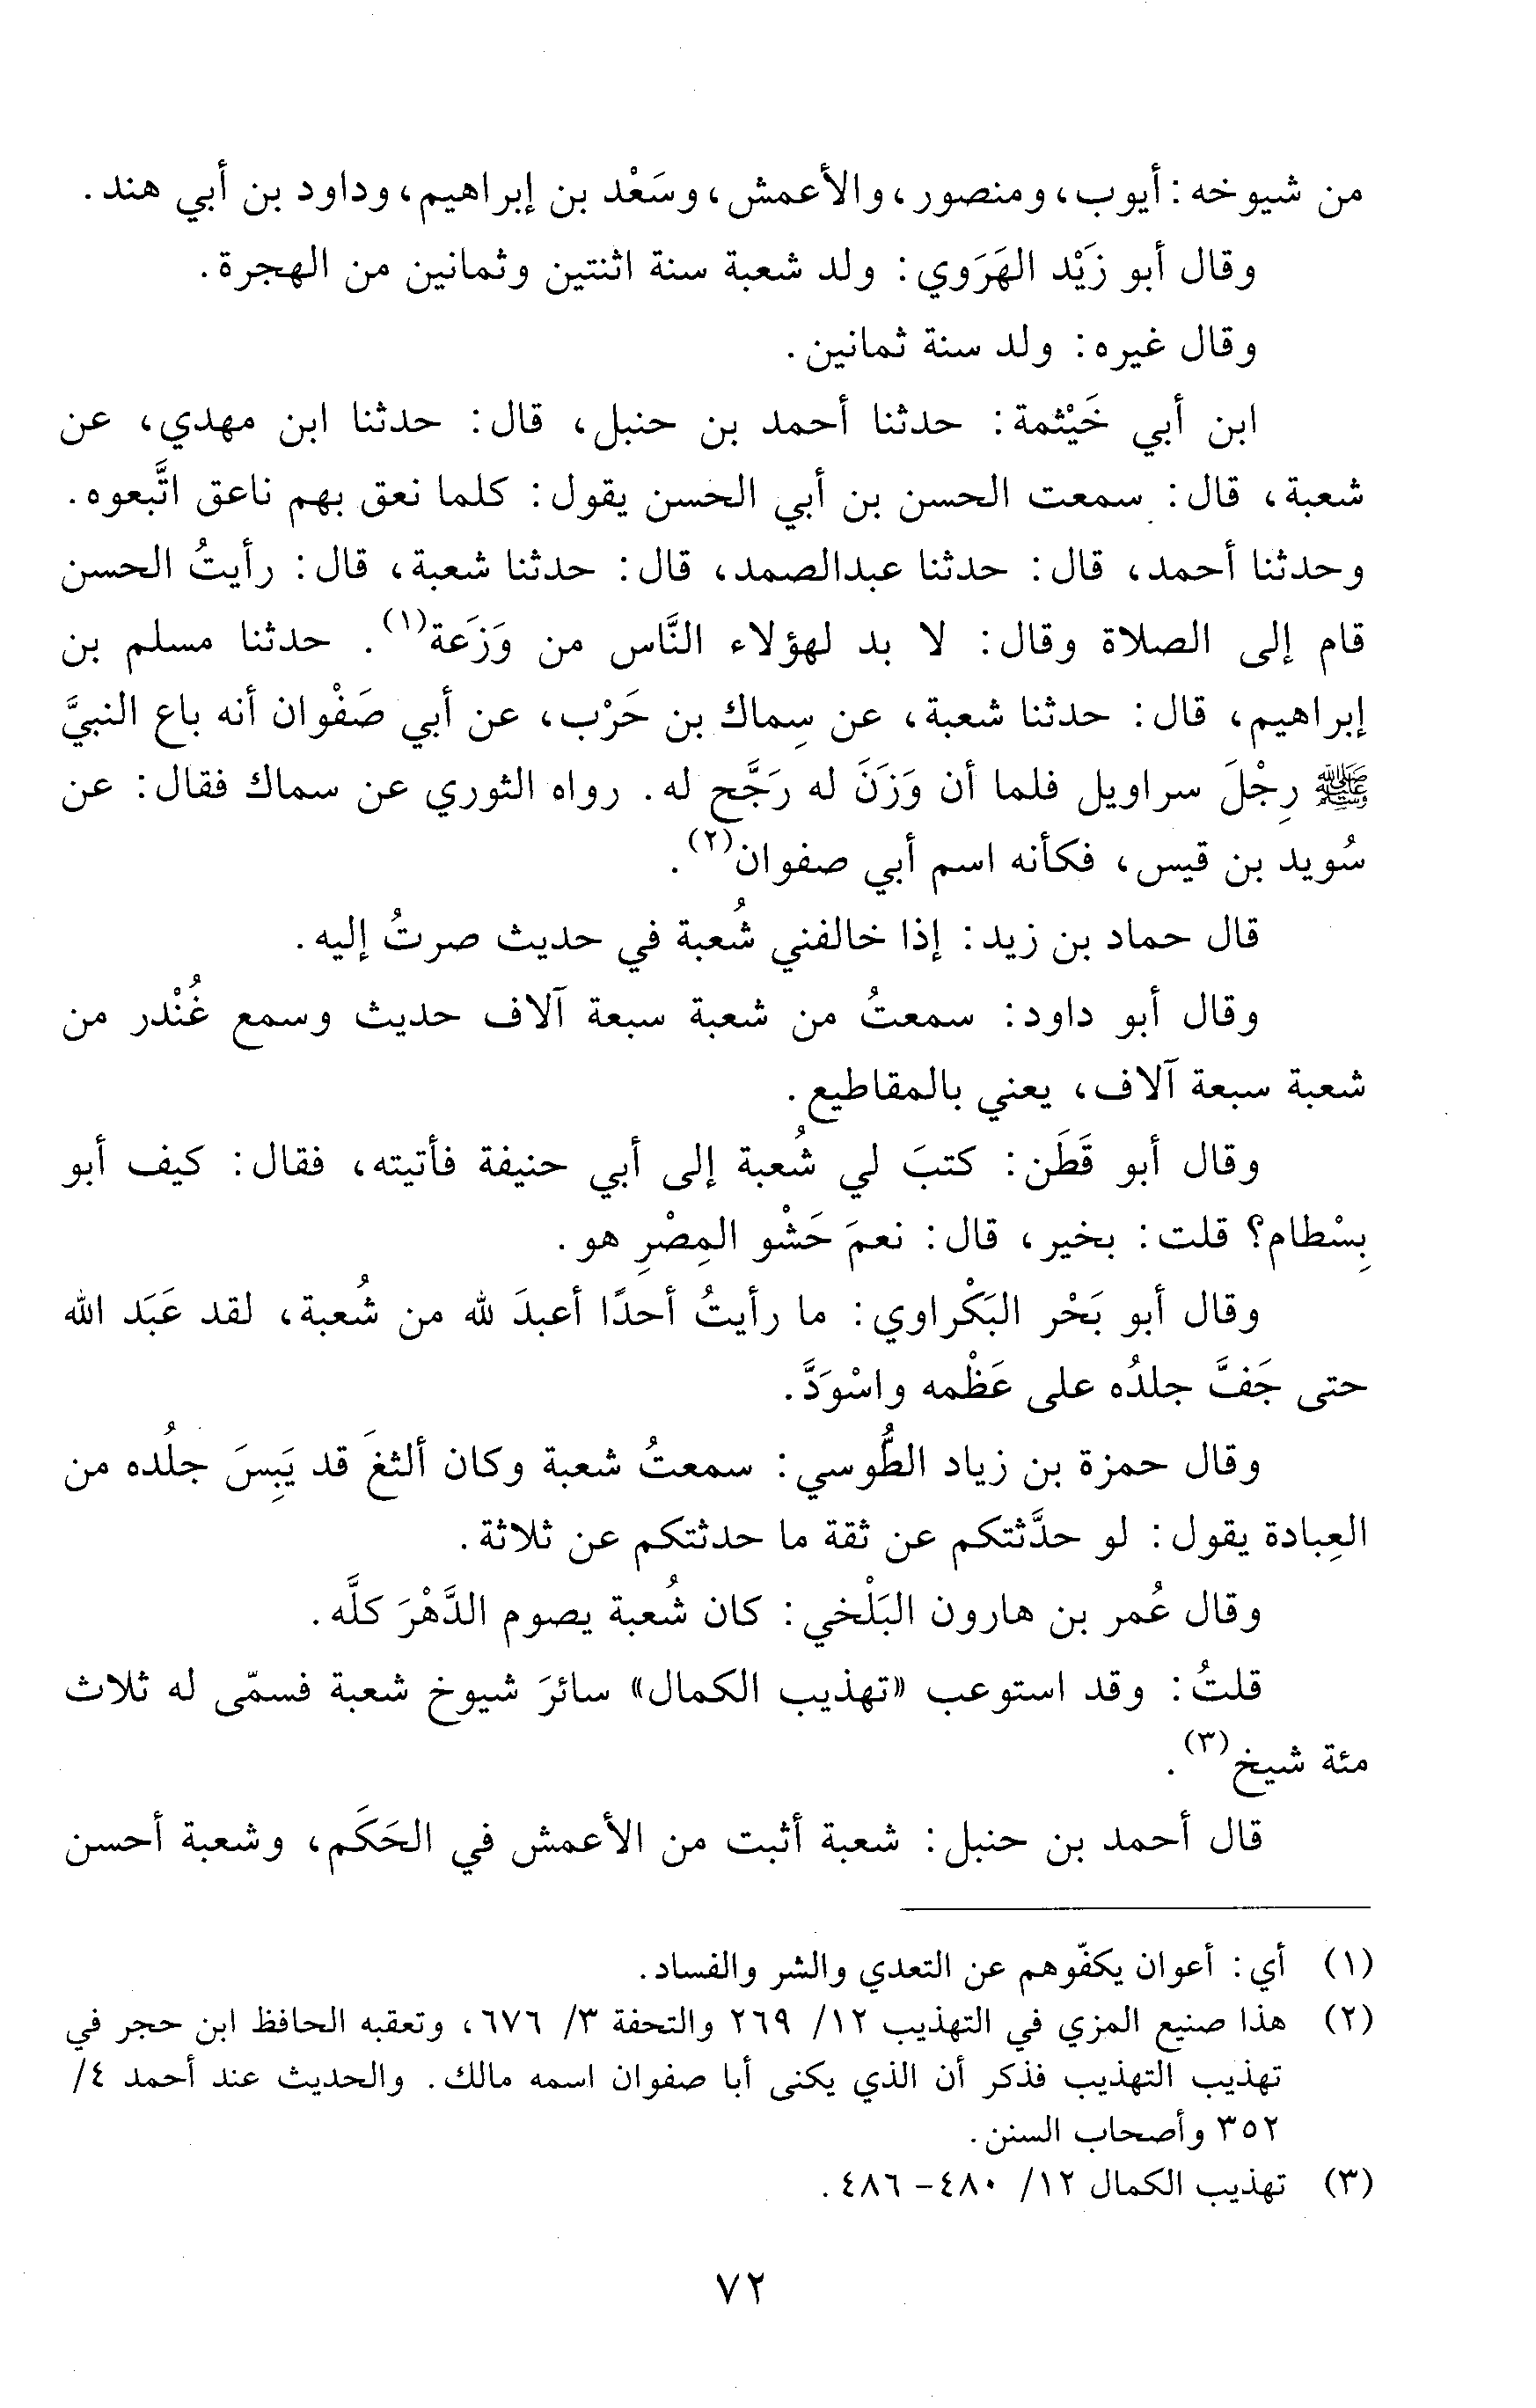 من شيوخه: أيوب، ومنصور، والأعمش، وسَعْد بن إبراهيم، وداود بن أبي هند.
وقال أبو زَيْد الهَرَوي: ولد شعبة سنة اثنتين وثمانين من الهجرة.
وقال غيره: ولد سنة ثمانين.
ابن أبي خَيْثمة: حدثنا أحمد بن حنبل، قال: حدثنا ابن مهدي، عن
شعبة، قال: سمعت الحسن بن أبي الحسن يقول: كلما نعق بهم ناعق اتَّبعوه.
وحدثنا أحمد، قال: حدثنا عبدالصمد، قال: حدثنا شعبة، قال: رأيتُ الحسن
قام إلى الصلاة وقال: لا بد لهؤلاء النَّاس من وَزَعة(١). حدثنا مسلم بن
إبراهيم، قال: حدثنا شعبة، عن سِماك بن حَرْب، عن أبي صَفْوان أنه باع النبيَّ
ﷺ رِجْلَ سراويل فلما أن وَزَنَ له رَجَّح له. رواه الثوري عن سماك فقال: عن
سُويد بن قيس، فكأنه اسم أبي صفوان(٢).
قال حماد بن زيد: إذا خالفني شُعبة في حديث صرتُ إليه.
وقال أبو داود: سمعتُ من شعبة سبعة آلاف حديث وسمع غُنْدر من
شعبة سبعة آلاف، يعني بالمقاطيع.
وقال أبو قَطَن: كتبَ لي شُعبة إلى أبي حنيفة فأتيته، فقال: كيف أبو
بِسْطام؟ قلت: بخير، قال: نعمَ حَشْو المِصْرِ هو.
وقال أبو بَحْر البَكْراوي: ما رأيتُ أحدًا أعبدَ لله من شُعبة، لقد عَبَد الله
حتى جَفَّ جلدُه على عَظْمه واسْوَدَّ.
وقال حمزة بن زياد الطُّوسي: سمعتُ شعبة وكان ألثغَ قد يَبِسَ جلُده من
العِبادة يقول: لو حدَّثتكم عن ثقة ما حدثتكم عن ثلاثة.
وقال عُمر بن هارون البَلْخي: كان شُعبة يصوم الدَّهْرَ كلَّه.
قلتُ: وقد استوعب «تهذيب الكمال» سائرَ شيوخ شعبة فسمّى له ثلاث
مئة شيخ(٣).
قال أحمد بن حنبل: شعبة أثبت من الأعمش في الحَكَم، وشعبة أحسن
(١) أي: أعوان يكفّوهم عن التعدي والشر والفساد.
(٢) هذا صنيع المزي في التهذيب ١٢/ ٢٦٩ والتحفة ٣/ ٦٧٦، وتعقبه الحافظ ابن حجر في
تهذيب التهذيب فذكر أن الذي يكنى أبا صفوان اسمه مالك. والحديث عند أحمد ٤/
٣٥٢ وأصحاب السنن.
(٣) تهذيب الكمال ١٢/ ٤٨٠- ٤٨٦.
٧٢